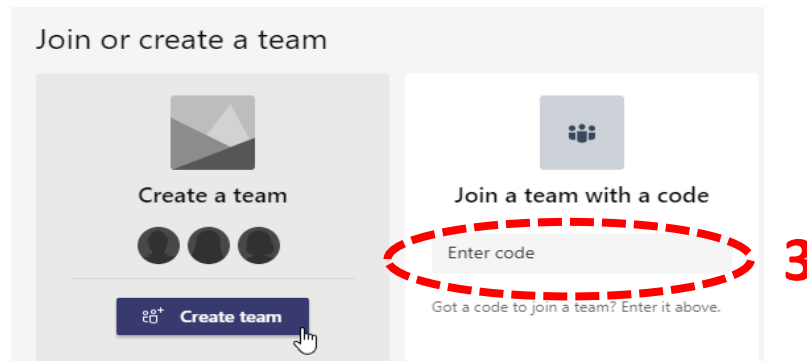 Join or create a team
Create a team
Create team
Join a team with a code
Enter code
Got a code to join a team? Enter it above.
3